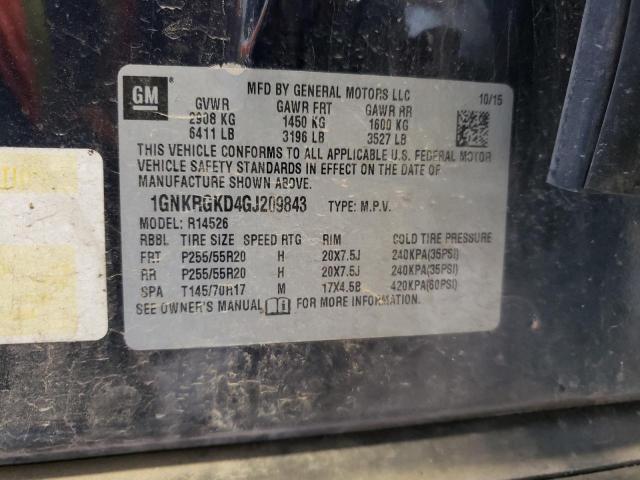 GM
MFD BY GENERAL MOTORS LLC
10/15
GVWR GAWR FRT GAWR RR
2908 KG 1450 KG 1600 KG
6411 LB 3196 LB 3527 LB
THIS VEHICLE CONFORMS TO ALL APPLICABLE U.S. FEDERAL MOTOR
VEHICLE SAFETY STANDARDS IN EFFECT ON THE DATE OF
MANUFACTURE SHOWN ABOVE.
1GNKRGKD4GJ209843 TYPE: M.P.V.
MODEL: R14526
RBBL TIRE SIZE SPEED RTG RIM COLD TIRE PRESSURE
FRT P255/55R20 H 20X7.5J 240KPA(35PSI)
RR P255/55R20 H 20X7.5J 240KPA(35PSI)
SPA T145/70R17 M 17X4.5B 420KPA(60PSI)
SEE OWNER'S MANUAL FOR MORE INFORMATION.